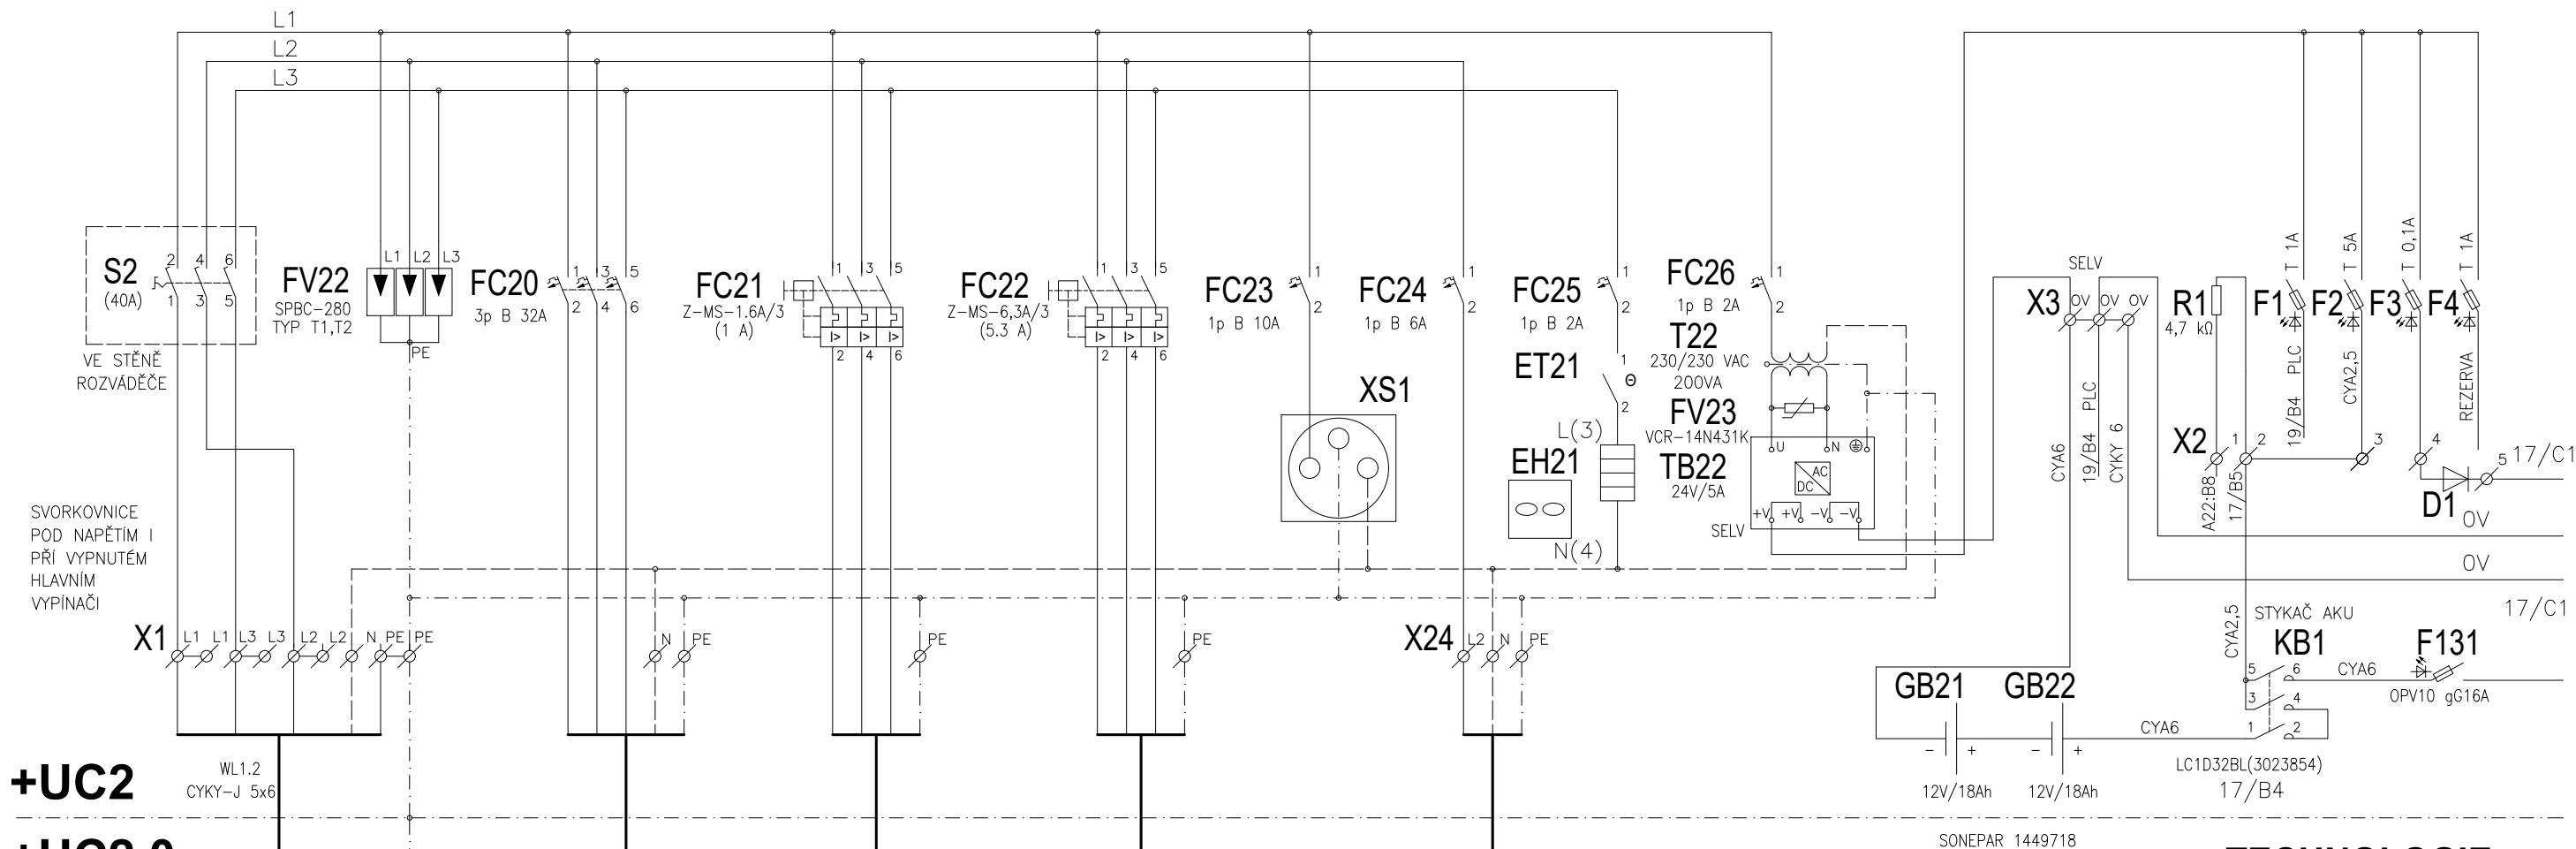 L1
L2
L3
S2
(40A)
2 4 6
1 3 5
VE STĚNĚ
ROZVÁDĚČE
FV22
SPBC-280
TYP T1,T2
L1 L2 L3
PE
FC20
3p B 32A
1 3 5
2 4 6
FC21
Z-MS-1.6A/3
(1 A)
1 3 5
I> I> I>
2 4 6
FC22
Z-MS-6,3A/3
(5.3 A)
1 3 5
I> I> I>
2 4 6
FC23
1p B 10A
1
2
XS1
FC24
1p B 6A
1
2
FC25
1p B 2A
1
2
ET21
1
Θ
2
L(3)
EH21
N(4)
FC26
1p B 2A
1
2
T22
230/230 VAC
200VA
FV23
VCR-14N431K
TB22
24V/5A
U N
AC
DC
+V +V -V -V
SELV
SELV
X3
0V 0V 0V
CYA6
19/B4 PLC
CYKY 6
R1
4,7 kΩ
F1
T 1A
19/B4 PLC
F2
T 5A
CYA2,5
F3
T 0,1A
F4
T 1A
REZERVA
X2
1 2 3 4 5
17/C1
A22:B8
17/B5
D1
0V
0V
17/C1
SVORKOVNICE
POD NAPĚTÍM I
PŘÍ VYPNUTÉM
HLAVNÍM
VYPÍNAČI
X1
L1 L1 L3 L3 L2 L2 N PE PE
N PE
PE
PE
X24
L2 N PE
CYA2,5
STYKAČ AKU
KB1
5 6
3 4
1 2
CYA6
F131
OPV10 gG16A
GB21
- +
12V/18Ah
GB22
- +
12V/18Ah
CYA6
LC1D32BL(3023854)
17/B4
+UC2
WL1.2
CYKY-J 5x6
SONEPAR 1449718